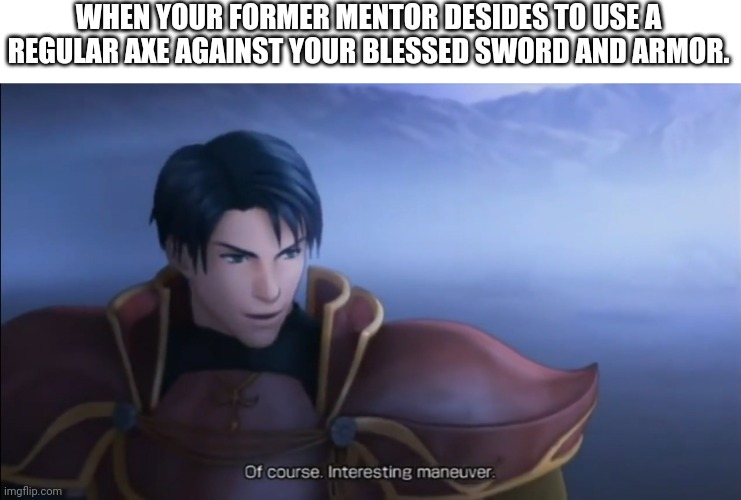 WHEN YOUR FORMER MENTOR DESIDES TO USE A
REGULAR AXE AGAINST YOUR BLESSED SWORD AND ARMOR.
Of course. Interesting maneuver.
imgflip.com